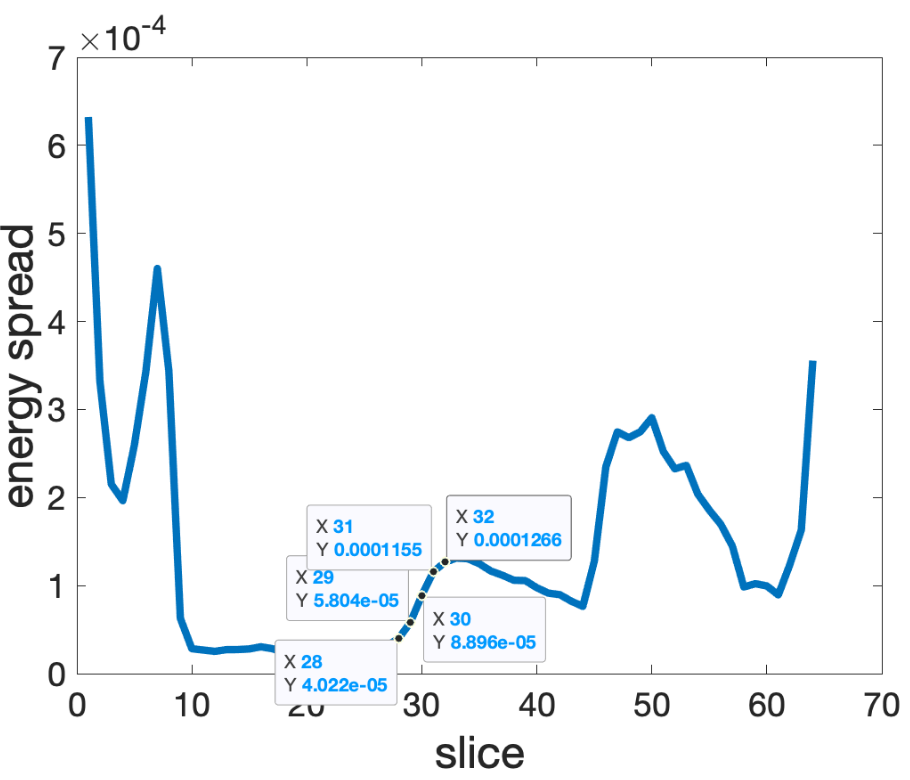 ×10-4
7
6
5
4
3
2
1
0
energy spread
X 31
Y 0.0001155
X 32
Y 0.0001266
X 29
Y 5.804e-05
X 30
Y 8.896e-05
X 28
Y 4.022e-05
0 10 20 30 40 50 60 70
slice